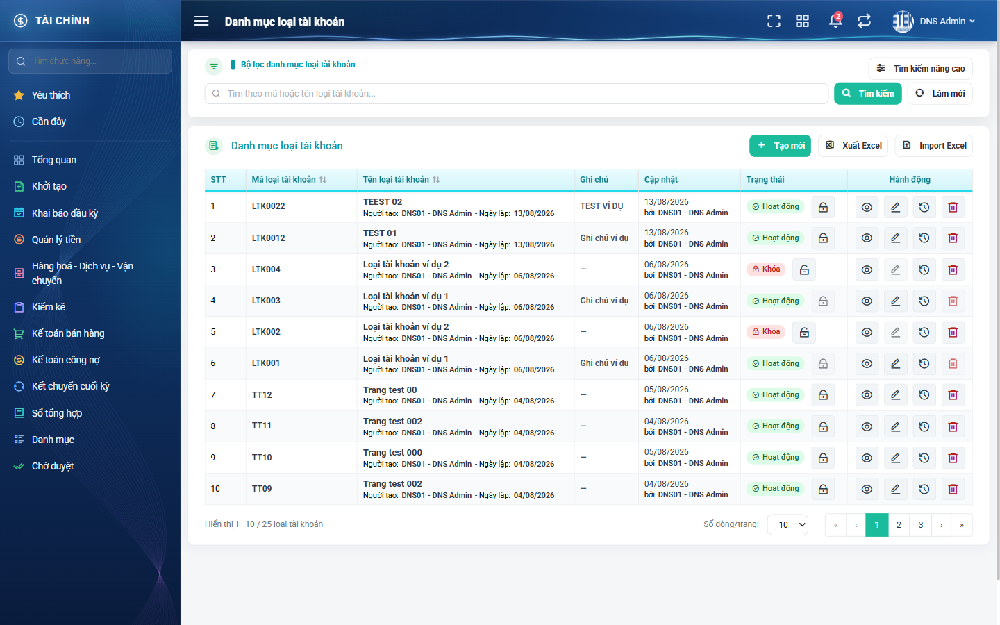 TÀI CHÍNH
Tìm chức năng...
Yêu thích
Gần đây
Tổng quan
Khởi tạo
Khai báo đầu kỳ
Quản lý tiền
Hàng hoá - Dịch vụ - Vận
chuyển
Kiểm kê
Kế toán bán hàng
Kế toán công nợ
Kết chuyển cuối kỳ
Sổ tổng hợp
Danh mục
Chờ duyệt
Danh mục loại tài khoản
2
DNS Admin
Bộ lọc danh mục loại tài khoản
Tìm kiếm nâng cao
Tìm theo mã hoặc tên loại tài khoản...
Tìm kiếm
Làm mới
Danh mục loại tài khoản
Tạo mới
Xuất Excel
Import Excel
STT Mã loại tài khoản Tên loại tài khoản Ghi chú Cập nhật Trạng thái Hành động
1 LTK0022 TEEST 02 TEST VÍ DỤ 13/08/2026 Hoạt động
Người tạo: DNS01 - DNS Admin - Ngày lập: 13/08/2026 bởi DNS01 - DNS Admin
2 LTK0012 TEST 01 Ghi chú ví dụ 13/08/2026 Hoạt động
Người tạo: DNS01 - DNS Admin - Ngày lập: 13/08/2026 bởi DNS01 - DNS Admin
3 LTK004 Loại tài khoản ví dụ 2 — 06/08/2026 Khóa
Người tạo: DNS01 - DNS Admin - Ngày lập: 06/08/2026 bởi DNS01 - DNS Admin
4 LTK003 Loại tài khoản ví dụ 1 Ghi chú ví dụ 06/08/2026 Hoạt động
Người tạo: DNS01 - DNS Admin - Ngày lập: 06/08/2026 bởi DNS01 - DNS Admin
5 LTK002 Loại tài khoản ví dụ 2 — 06/08/2026 Khóa
Người tạo: DNS01 - DNS Admin - Ngày lập: 06/08/2026 bởi DNS01 - DNS Admin
6 LTK001 Loại tài khoản ví dụ 1 Ghi chú ví dụ 06/08/2026 Hoạt động
Người tạo: DNS01 - DNS Admin - Ngày lập: 06/08/2026 bởi DNS01 - DNS Admin
7 TT12 Trang test 00 — 05/08/2026 Hoạt động
Người tạo: DNS01 - DNS Admin - Ngày lập: 04/08/2026 bởi DNS01 - DNS Admin
8 TT11 Trang test 002 — 04/08/2026 Hoạt động
Người tạo: DNS01 - DNS Admin - Ngày lập: 04/08/2026 bởi DNS01 - DNS Admin
9 TT10 Trang test 000 — 05/08/2026 Hoạt động
Người tạo: DNS01 - DNS Admin - Ngày lập: 04/08/2026 bởi DNS01 - DNS Admin
10 TT09 Trang test 002 — 04/08/2026 Hoạt động
Người tạo: DNS01 - DNS Admin - Ngày lập: 04/08/2026 bởi DNS01 - DNS Admin
Hiển thị 1–10 / 25 loại tài khoản
Số dòng/trang: 10
« ‹ 1 2 3 › »